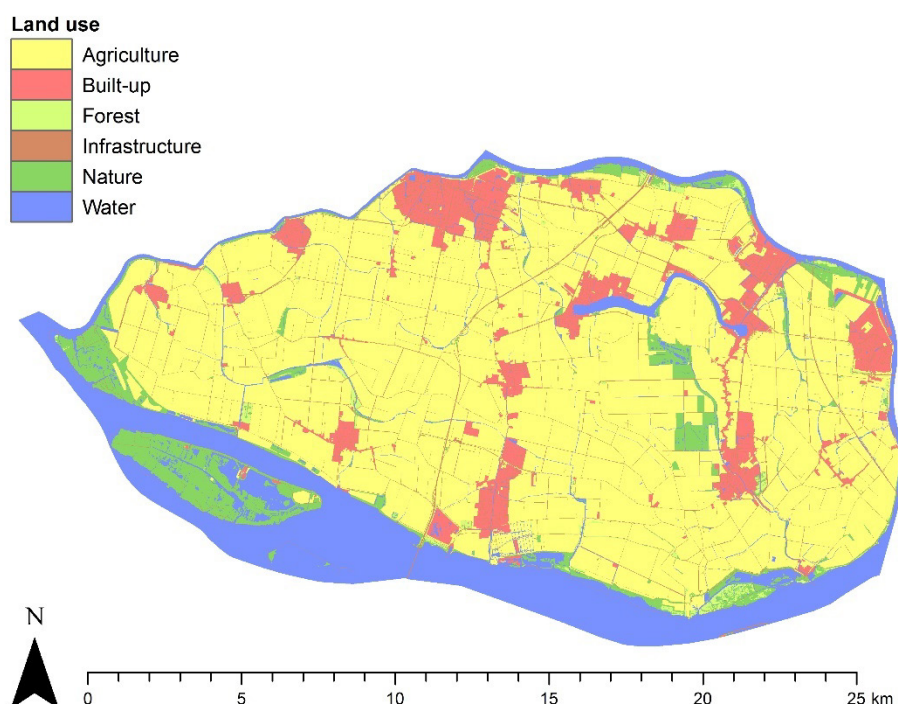 Land use
Agriculture
Built-up
Forest
Infrastructure
Nature
Water
N
0 5 10 15 20 25 km